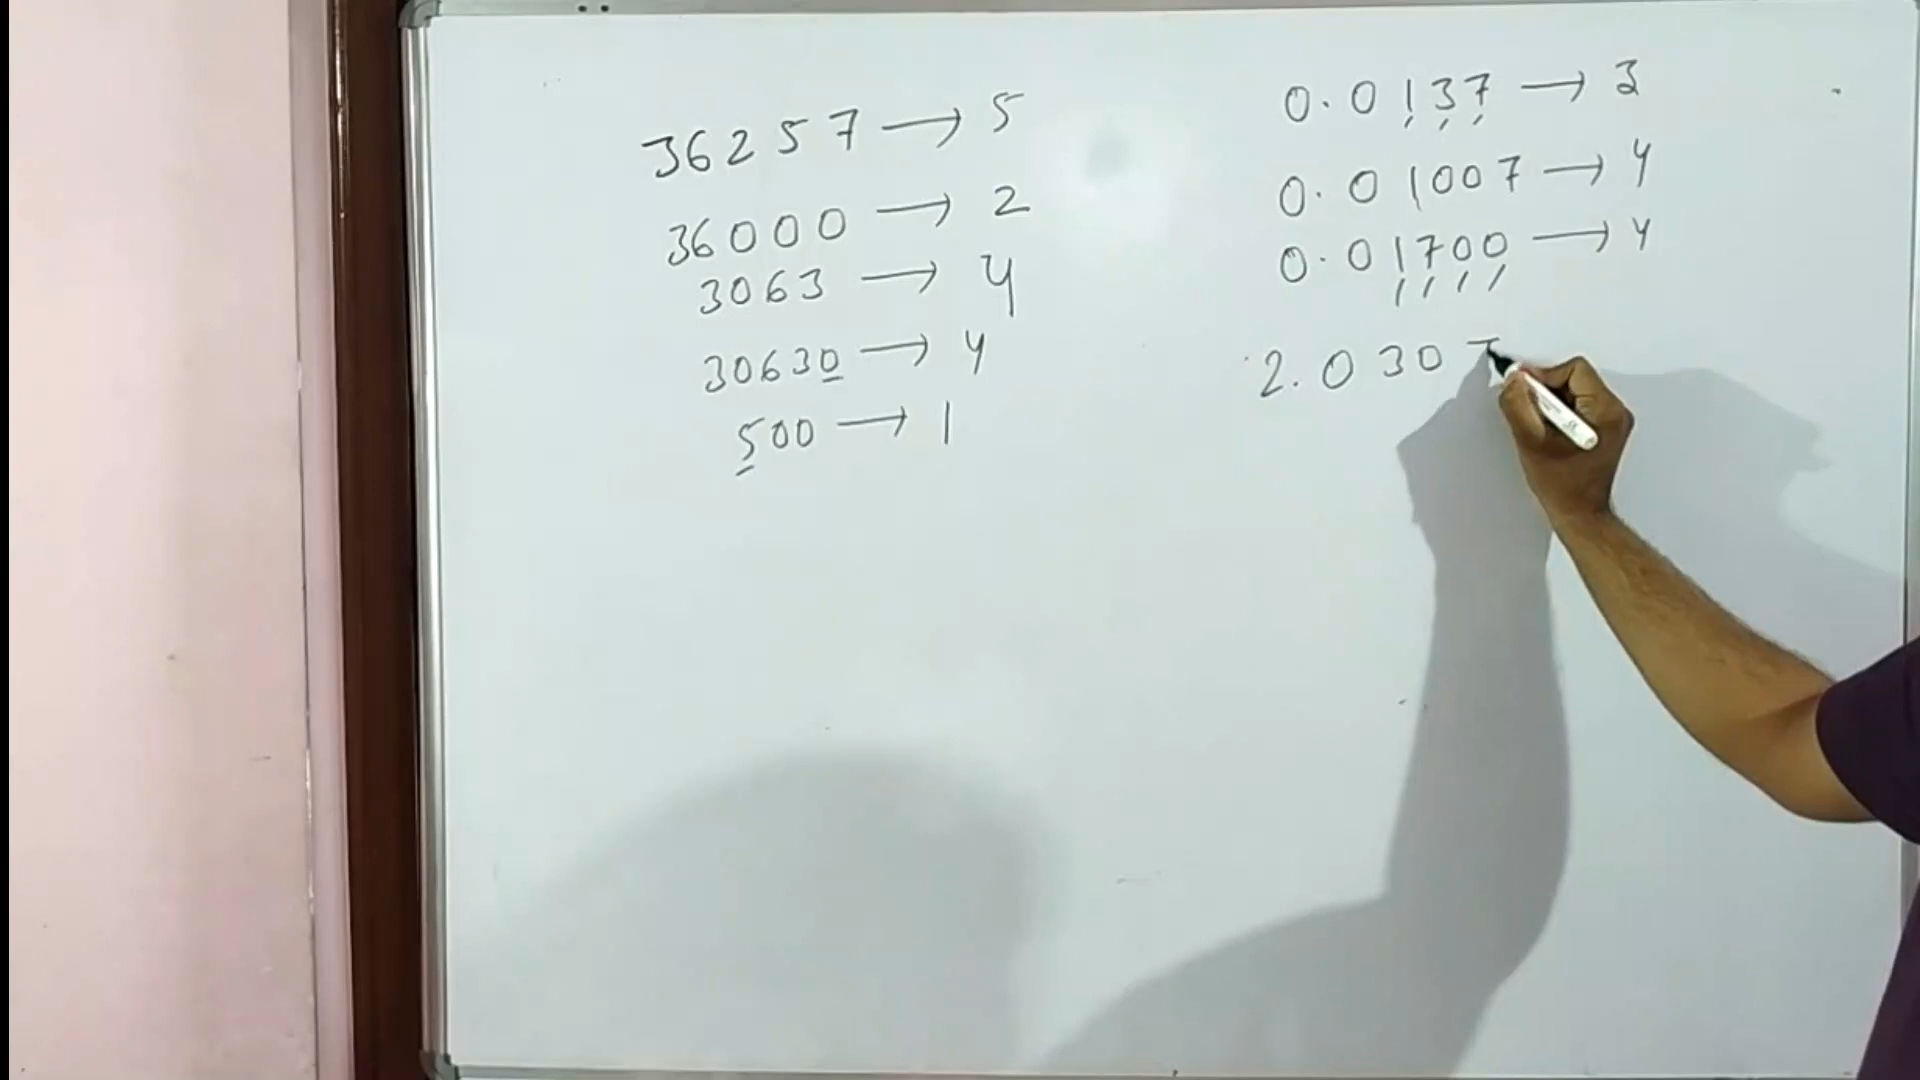 36257 → 5
36000 → 2
3063 → 4
30630 → 4
500 → 1
0.0137 → 3
0.01007 → 4
0.01700 → 4
2.030